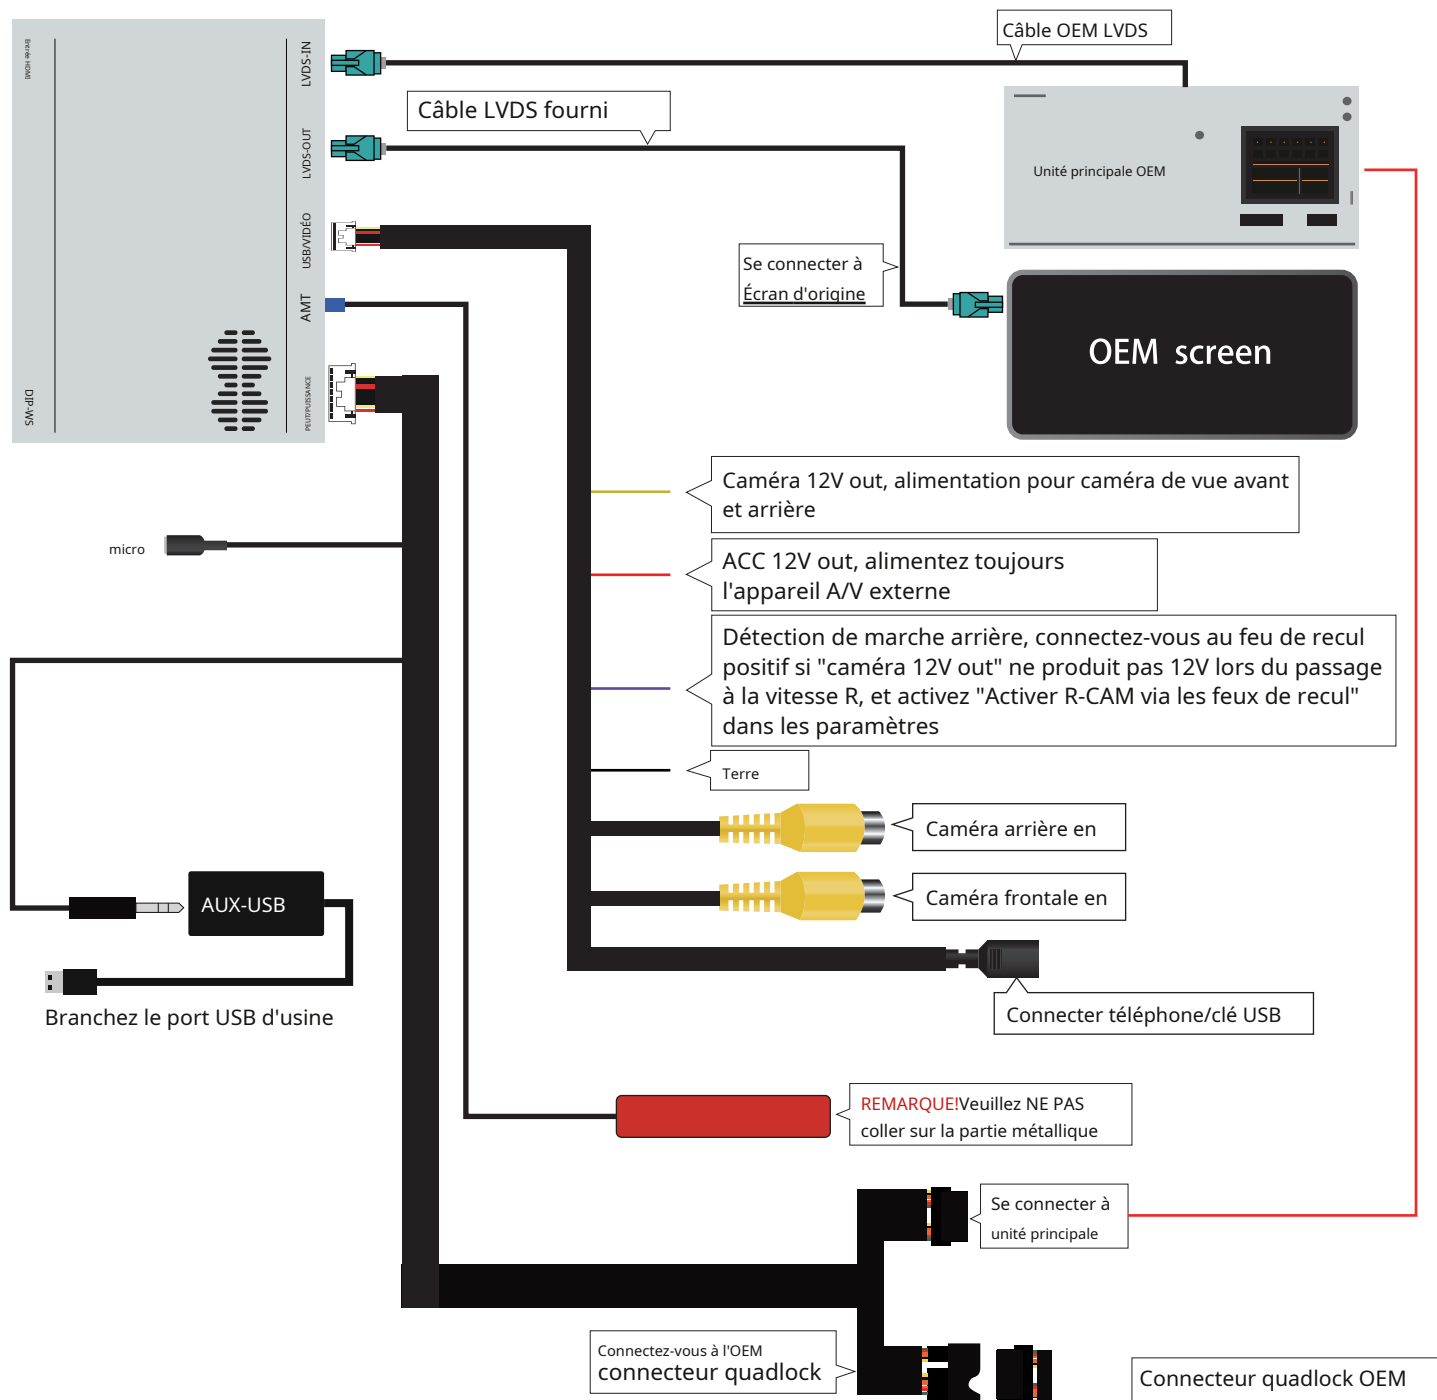 Entrée HDMI
DIP-WS
LVDS-IN
LVDS-OUT
USB/VIDÉO
AMT
PEUT/PUISSANCE
Câble OEM LVDS
Câble LVDS fourni
Unité principale OEM
Se connecter à
Écran d'origine
OEM screen
Caméra 12V out, alimentation pour caméra de vue avant
et arrière
micro
ACC 12V out, alimentez toujours
l'appareil A/V externe
Détection de marche arrière, connectez-vous au feu de recul
positif si "caméra 12V out" ne produit pas 12V lors du passage
à la vitesse R, et activez "Activer R-CAM via les feux de recul"
dans les paramètres
Terre
Caméra arrière en
Caméra frontale en
AUX-USB
Branchez le port USB d'usine
Connecter téléphone/clé USB
REMARQUE!Veuillez NE PAS
coller sur la partie métallique
Se connecter à
unité principale
Connectez-vous à l'OEM
connecteur quadlock
Connecteur quadlock OEM